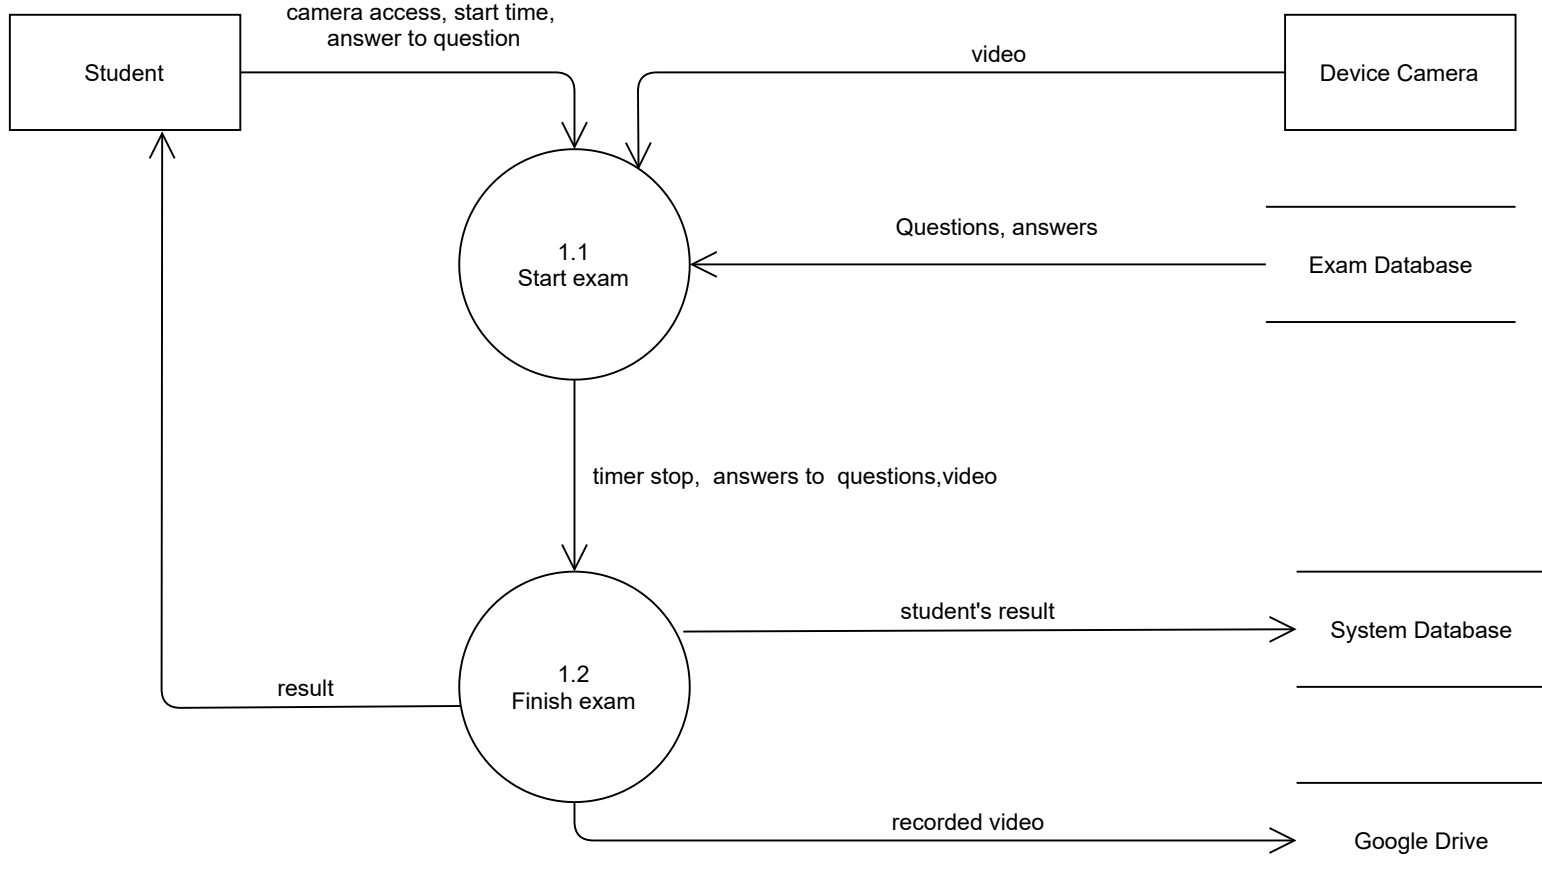 camera access, start time,
answer to question
Student
video
Device Camera
Questions, answers
1.1
Start exam
Exam Database
timer stop,  answers to  questions,video
student's result
System Database
1.2
Finish exam
result
recorded video
Google Drive